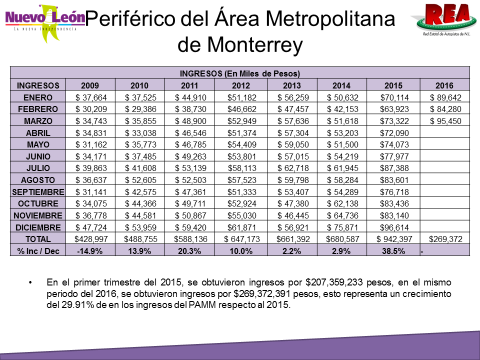 Nuevo León
Periférico del Área Metropolitana
de Monterrey
REA
Red Estatal de Autopistas de N.L.
INGRESOS (En Miles de Pesos)
INGRESOS 2009 2010 2011 2012 2013 2014 2015 2016
ENERO $ 37,664 $ 37,525 $ 44,910 $51,182 $ 56,259 $ 50,632 $70,114 $ 89,642
FEBRERO $ 30,209 $ 29,386 $ 38,730 $46,662 $ 47,457 $ 42,153 $63,923 $ 84,280
MARZO $ 34,743 $ 35,855 $ 48,900 $52,949 $ 57,636 $ 51,618 $73,322 $ 95,450
ABRIL $ 34,831 $ 33,038 $ 46,546 $51,374 $ 57,304 $ 53,203 $72,090
MAYO $ 31,162 $ 35,773 $ 46,785 $54,409 $ 59,050 $ 51,500 $74,073
JUNIO $ 34,171 $ 37,485 $ 49,263 $53,801 $ 57,015 $ 54,219 $77,977
JULIO $ 39,863 $ 41,608 $ 53,139 $58,113 $ 62,718 $ 61,945 $87,388
AGOSTO $ 36,637 $ 52,605 $ 52,503 $57,523 $ 59,798 $ 58,284 $83,601
SEPTIEMBRE $ 31,141 $ 42,575 $ 47,361 $51,333 $ 53,407 $ 54,289 $76,718
OCTUBRE $ 34,075 $ 44,366 $ 49,711 $52,924 $ 47,380 $ 62,138 $83,436
NOVIEMBRE $ 36,778 $ 44,581 $ 50,867 $55,030 $ 46,445 $ 64,736 $83,140
DICIEMBRE $ 47,724 $ 53,959 $ 59,420 $61,871 $ 56,921 $ 75,871 $96,614
TOTAL $428,997 $488,755 $588,136 $ 647,173 $661,392 $680,587 $ 942,397 $269,372
% Inc / Dec -14.9% 13.9% 20.3% 10.0% 2.2% 2.9% 38.5% -
• En el primer trimestre del 2015, se obtuvieron ingresos por $207,359,233 pesos, en el mismo
periodo del 2016, se obtuvieron ingresos por $269,372,391 pesos, esto representa un crecimiento
del 29.91% de en los ingresos del PAMM respecto al 2015.